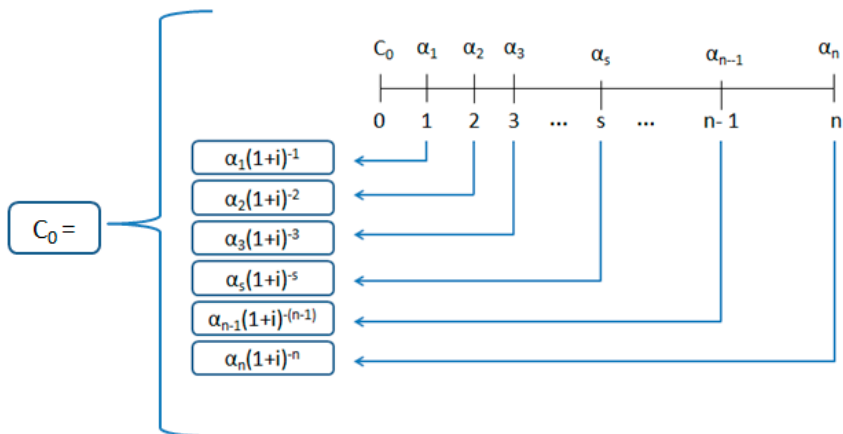 C₀ α₁ α₂ α₃ αₛ αₙ₋₋₁ αₙ
0 1 2 3 ... s ... n- 1 n
α₁(1+i)⁻¹
α₂(1+i)⁻²
α₃(1+i)⁻³
C₀ =
αₛ(1+i)⁻ˢ
αₙ₋₁(1+i)⁻⁽ⁿ⁻¹⁾
αₙ(1+i)⁻ⁿ